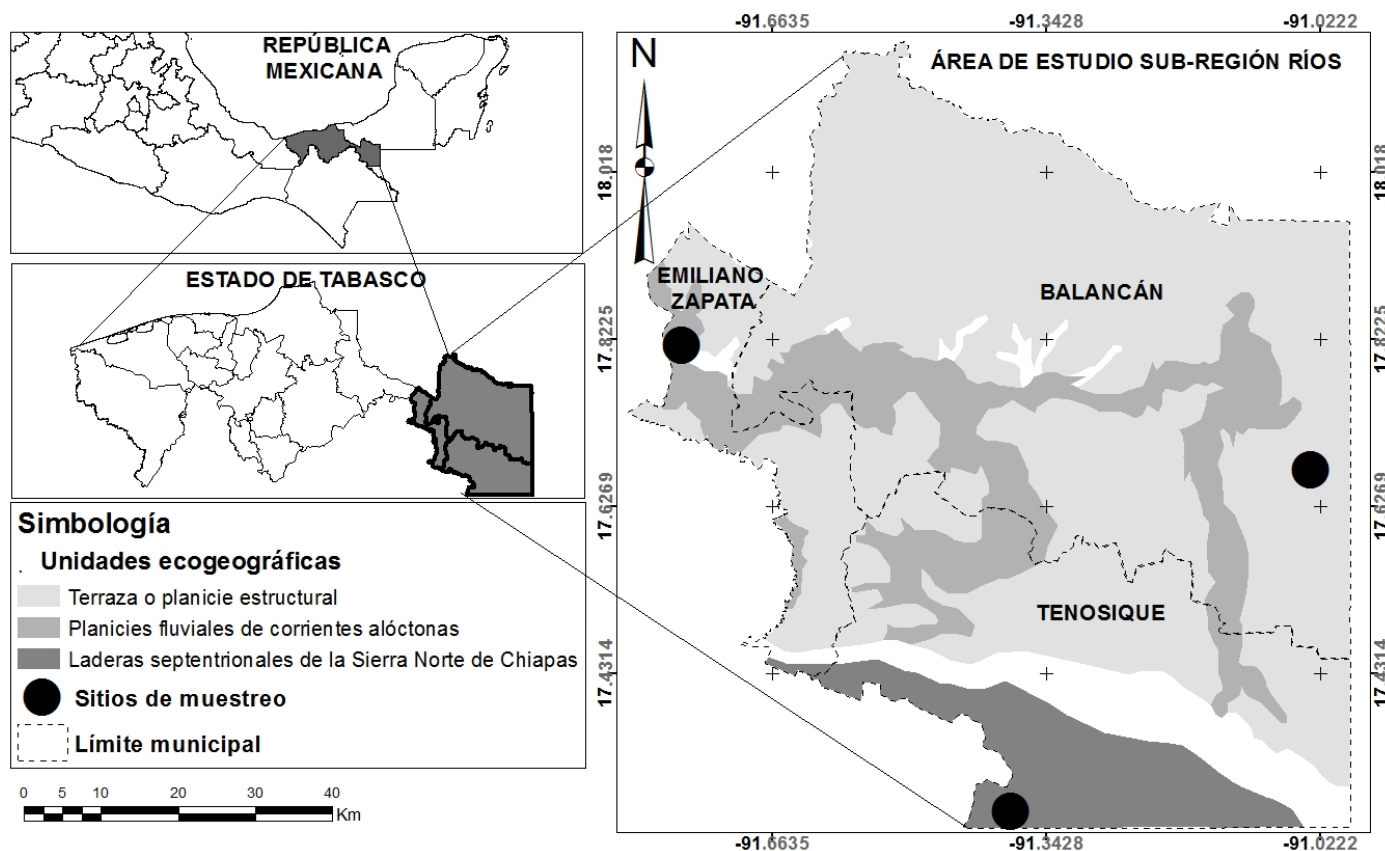 REPÚBLICA
MEXICANA
ESTADO DE TABASCO
Simbología
Unidades ecogeográficas
Terraza o planicie estructural
Planicies fluviales de corrientes alóctonas
Laderas septentrionales de la Sierra Norte de Chiapas
Sitios de muestreo
Límite municipal
0 5 10 20 30 40
Km
-91.6635 -91.3428 -91.0222
N
ÁREA DE ESTUDIO SUB-REGIÓN RÍOS
EMILIANO
ZAPATA
BALANCÁN
TENOSIQUE
18.018
17.8225
17.6269
17.4314
18.018
17.8225
17.6269
17.4314
-91.6635 -91.3428 -91.0222